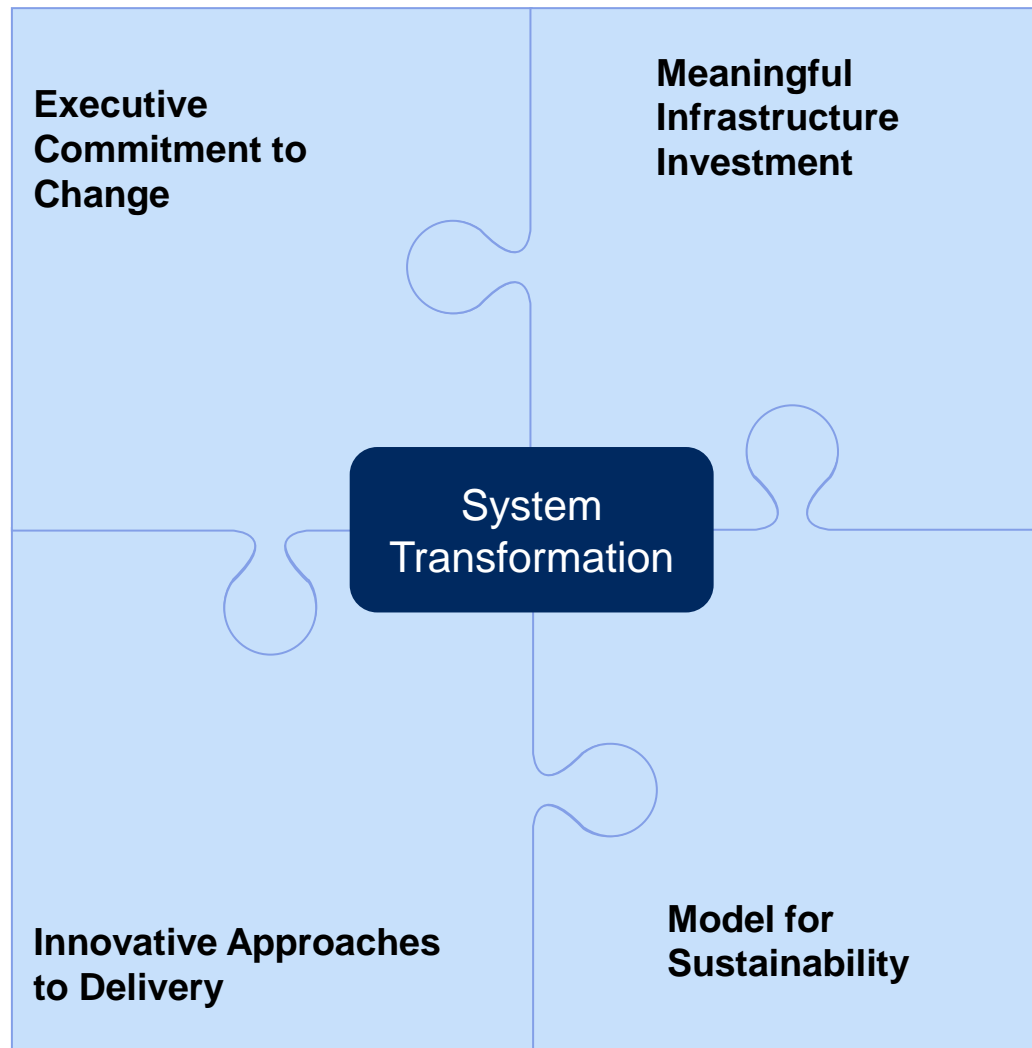 Executive
Commitment to
Change
Meaningful
Infrastructure
Investment
System
Transformation
Innovative Approaches
to Delivery
Model for
Sustainability